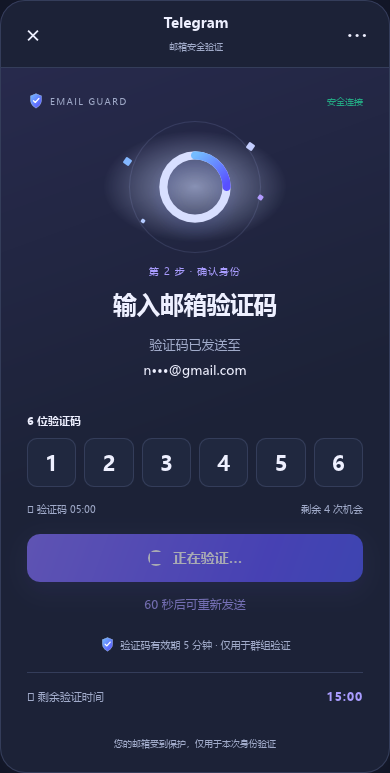 Telegram
邮箱安全验证
EMAIL GUARD
安全连接
第 2 步 · 确认身份
输入邮箱验证码
验证码已发送至
n•••@gmail.com
6 位验证码
1 2 3 4 5 6
验证码 05:00
剩余 4 次机会
正在验证...
60 秒后可重新发送
验证码有效期 5 分钟 · 仅用于群组验证
剩余验证时间
15:00
您的邮箱受到保护，仅用于本次身份验证